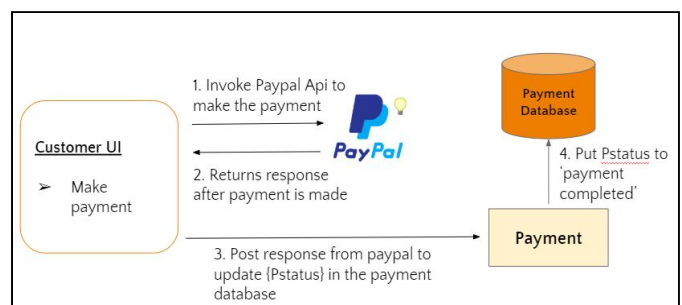 1. Invoke Paypal Api to
make the payment
Payment
Database
PayPal
Customer UI
➢ Make
payment
2. Returns response
after payment is made
4. Put Pstatus to
‘payment
completed’
Payment
3. Post response from paypal to
update {Pstatus} in the payment
database